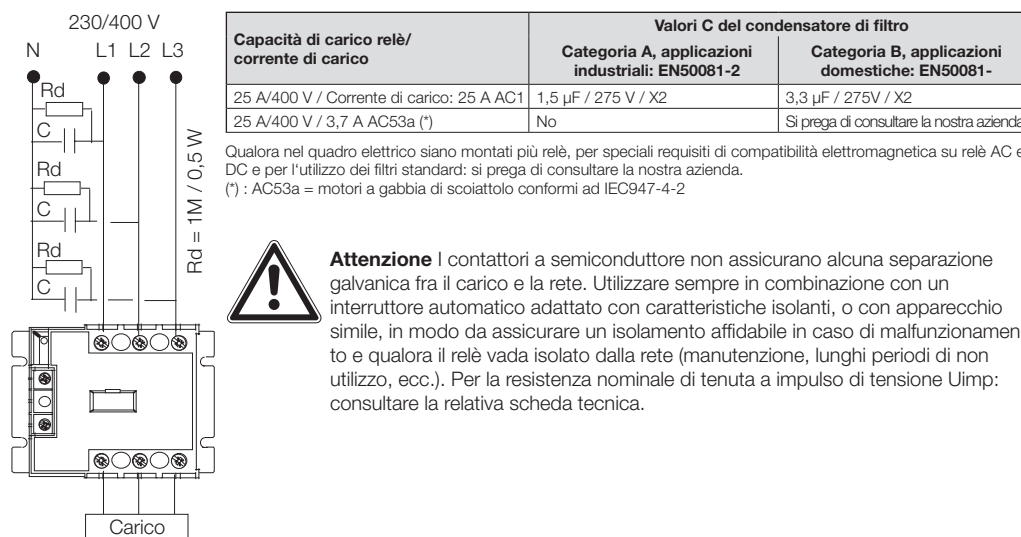 230/400 V
N L1 L2 L3
Rd
C
Rd
C
Rd
C
Rd = 1M / 0,5 W
Carico
Capacità di carico relè/
corrente di carico
Valori C del condensatore di filtro
Categoria A, applicazioni
industriali: EN50081-2
Categoria B, applicazioni
domestiche: EN50081-
25 A/400 V / Corrente di carico: 25 A AC1 1,5 µF / 275 V / X2 3,3 µF / 275V / X2
25 A/400 V / 3,7 A AC53a (*) No Si prega di consultare la nostra azienda
Qualora nel quadro elettrico siano montati più relè, per speciali requisiti di compatibilità elettromagnetica su relè AC e
DC e per l'utilizzo dei filtri standard: si prega di consultare la nostra azienda.
(*) : AC53a = motori a gabbia di scoiattolo conformi ad IEC947-4-2
Attenzione I contattori a semiconduttore non assicurano alcuna separazione
galvanica fra il carico e la rete. Utilizzare sempre in combinazione con un
interruttore automatico adattato con caratteristiche isolanti, o con apparecchio
simile, in modo da assicurare un isolamento affidabile in caso di malfunzionamen
to e qualora il relè vada isolato dalla rete (manutenzione, lunghi periodi di non
utilizzo, ecc.). Per la resistenza nominale di tenuta a impulso di tensione Uimp:
consultare la relativa scheda tecnica.